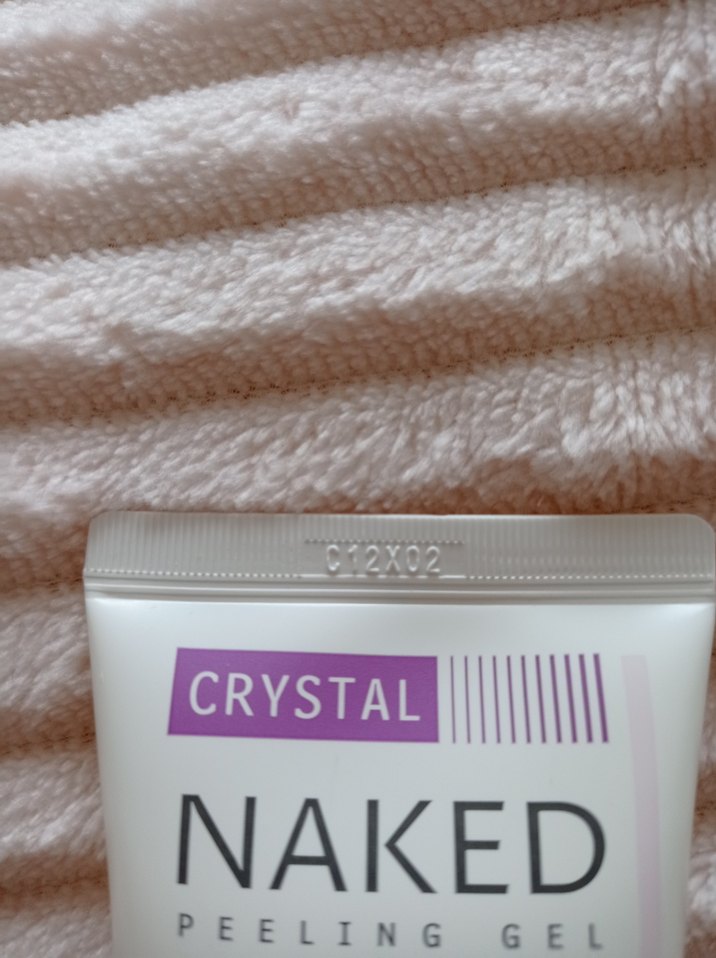 C12X02
CRYSTAL
NAKED
PEELING GEL